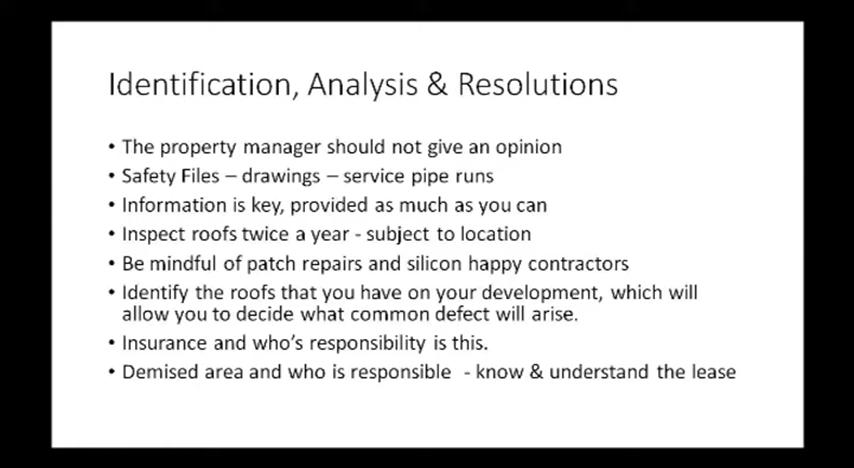 Identification, Analysis & Resolutions
• The property manager should not give an opinion
• Safety Files – drawings – service pipe runs
• Information is key, provided as much as you can
• Inspect roofs twice a year - subject to location
• Be mindful of patch repairs and silicon happy contractors
• Identify the roofs that you have on your development, which will
allow you to decide what common defect will arise.
• Insurance and who's responsibility is this.
• Demised area and who is responsible - know & understand the lease